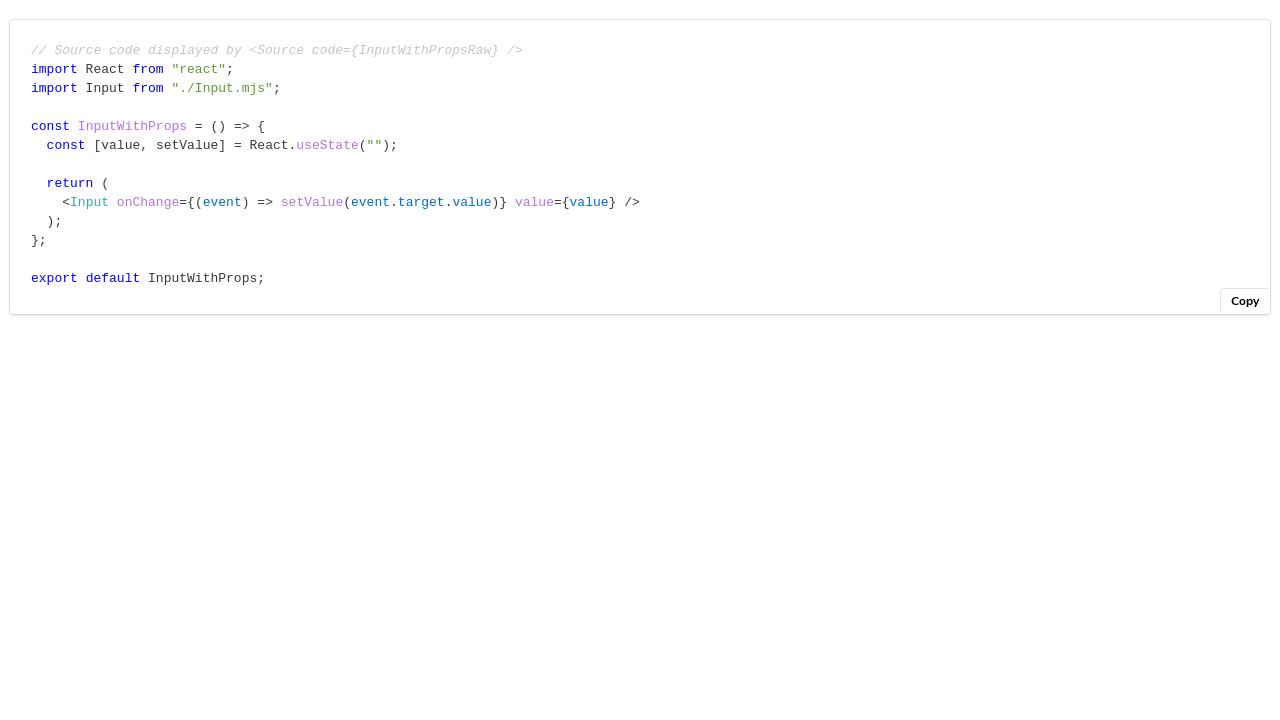 // Source code displayed by <Source code={InputWithPropsRaw} />
import React from "react";
import Input from "./Input.mjs";

const InputWithProps = () => {
  const [value, setValue] = React.useState("");

  return (
    <Input onChange={(event) => setValue(event.target.value)} value={value} />
  );
};

export default InputWithProps;
Copy